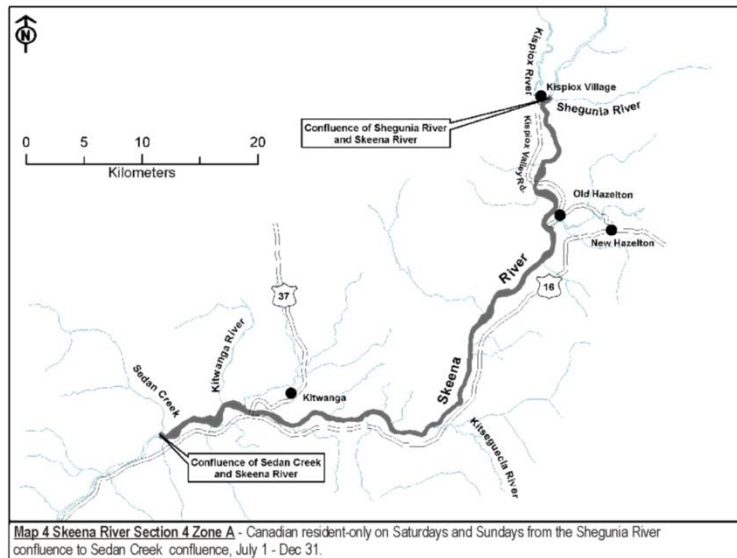 N
Kispiox River
Kispiox Village
Shegunia River
Confluence of Shegunia River
and Skeena River
Kispiox Valley Rd.
0 5 10 20
Kilometers
Old Hazelton
New Hazelton
River
16
37
Skeena
Kitwanga River
Sedan Creek
Kitwanga
Kitseguecla River
Confluence of Sedan Creek
and Skeena River
Map 4 Skeena River Section 4 Zone A - Canadian resident-only on Saturdays and Sundays from the Shegunia River
confluence to Sedan Creek confluence, July 1 - Dec 31.